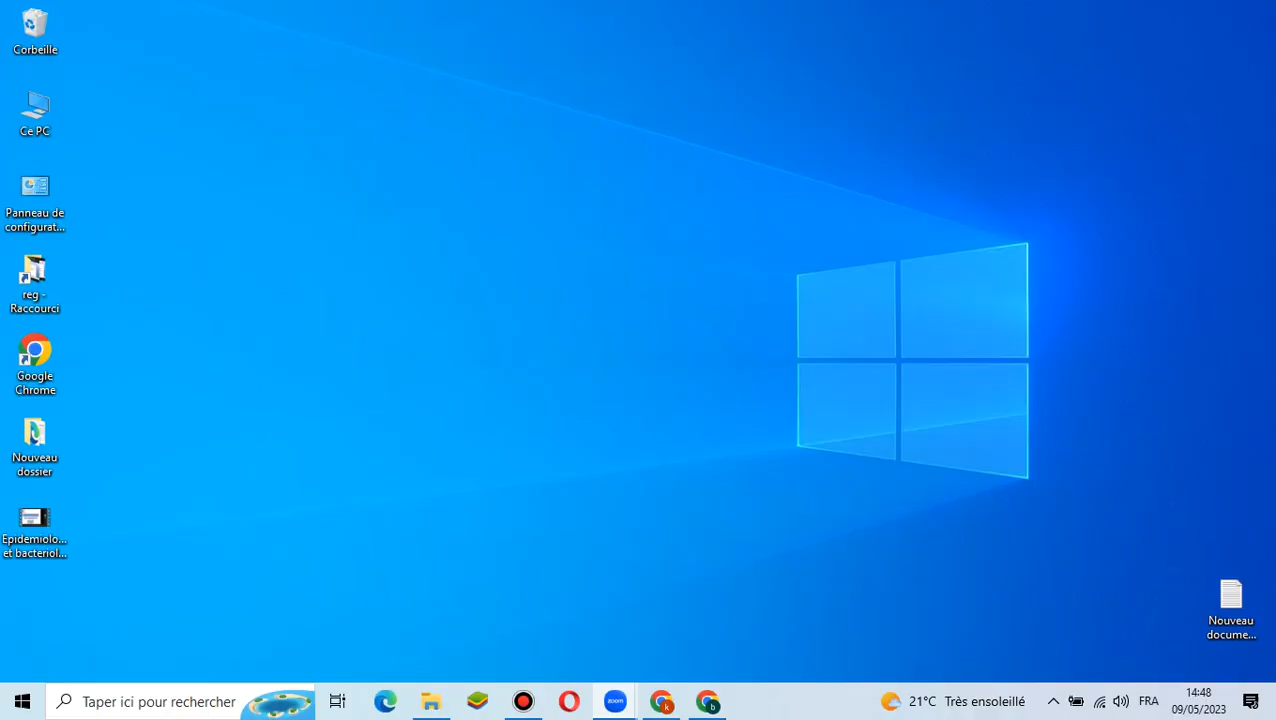 Corbeille
Ce PC
Panneau de
configurat...
reg -
Raccourci
Google
Chrome
Nouveau
dossier
Epidemiolo...
et bacteriol...
Nouveau
docume...
Taper ici pour rechercher
zoom
k
b
21°C Très ensoleillé
FRA
14:48
09/05/2023